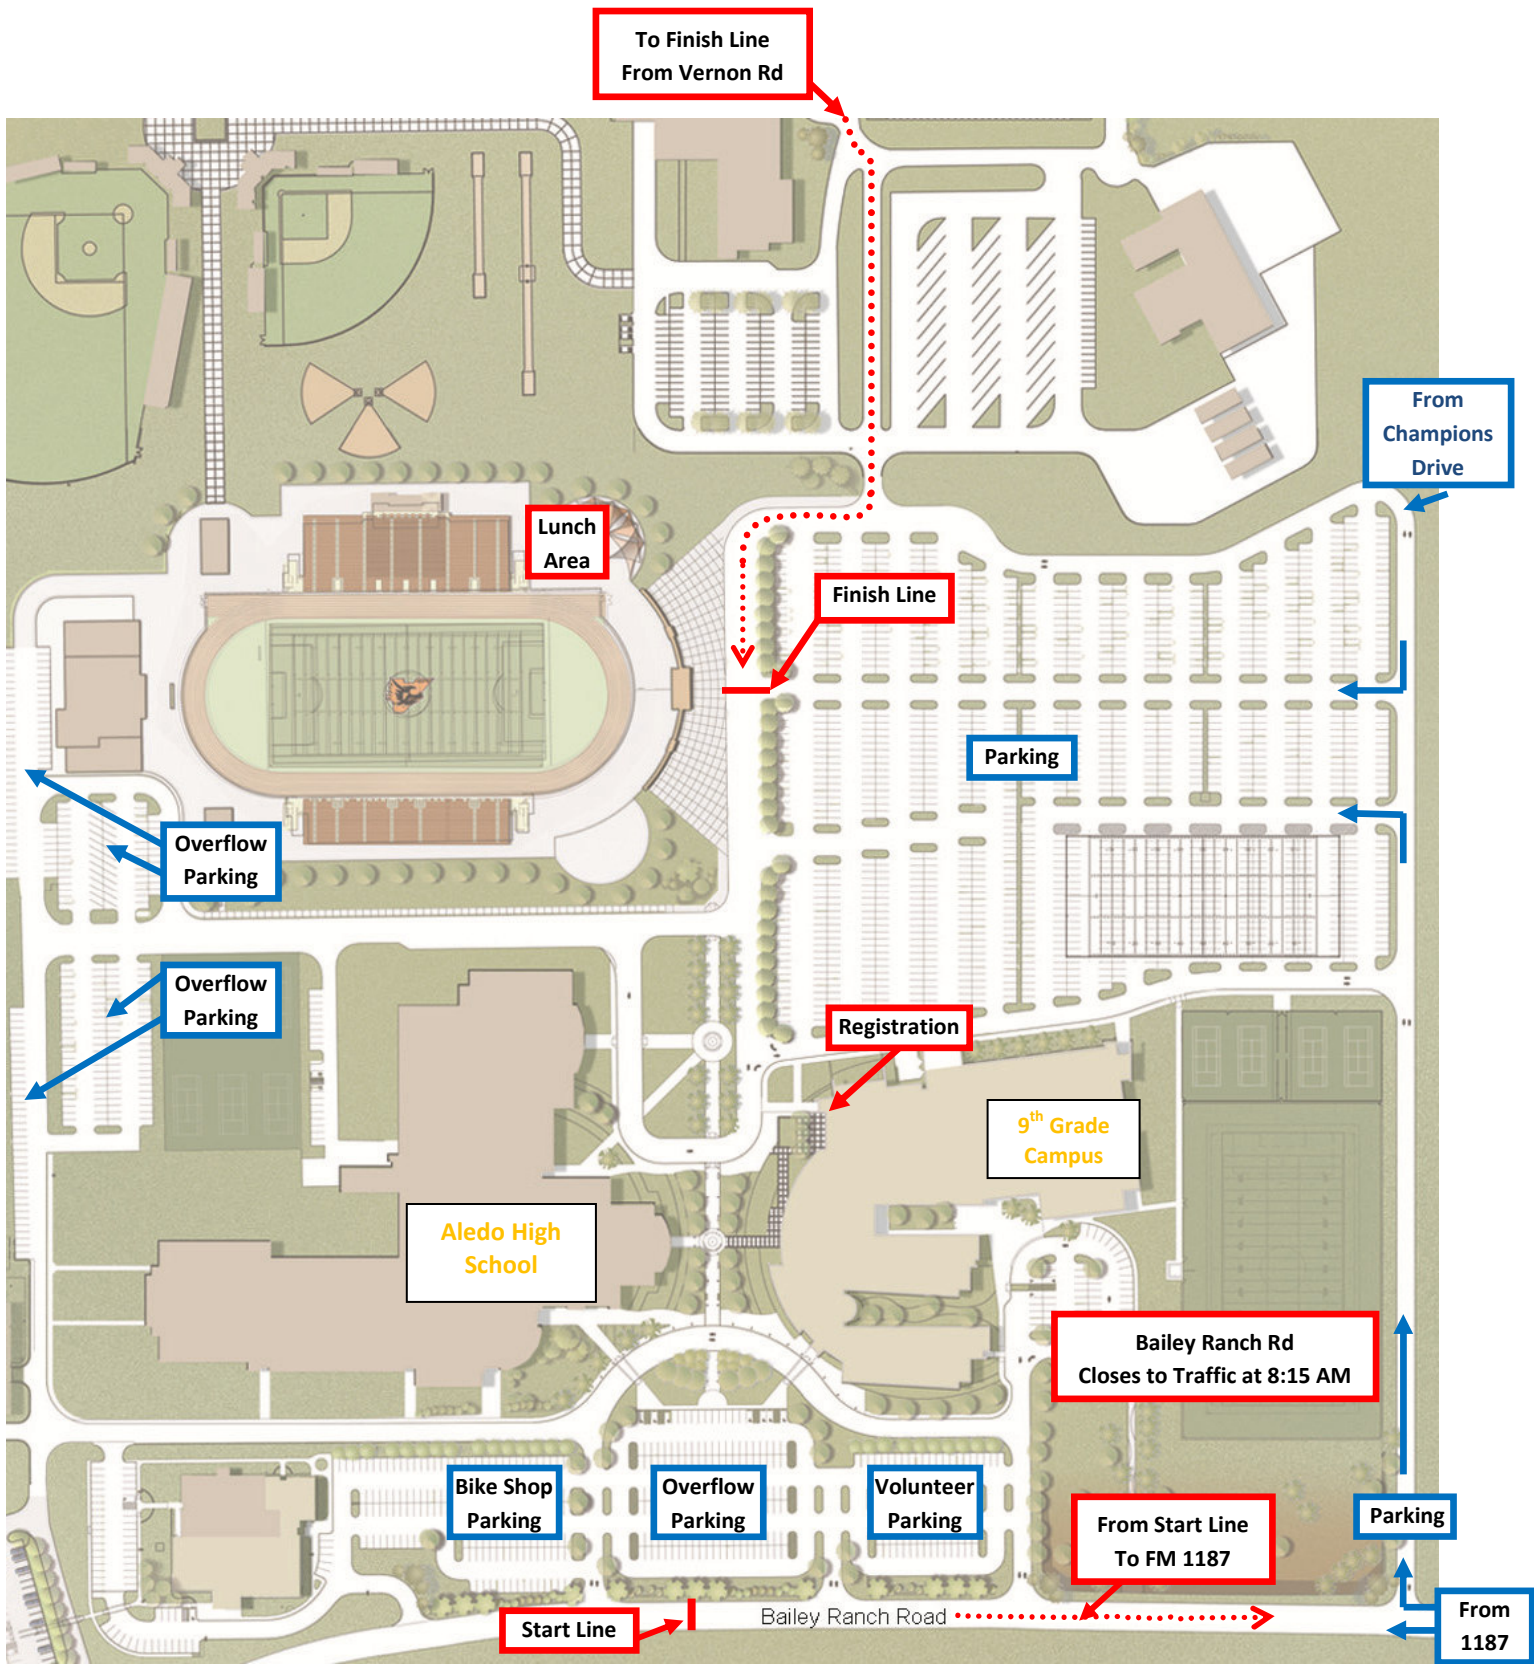 To Finish Line
From Vernon Rd
From
Champions
Drive
Lunch
Area
Finish Line
Parking
Overflow
Parking
Overflow
Parking
Registration
9th Grade
Campus
Aledo High
School
Bailey Ranch Rd
Closes to Traffic at 8:15 AM
Bike Shop
Parking
Overflow
Parking
Volunteer
Parking
From Start Line
To FM 1187
Parking
Start Line
Bailey Ranch Road
From
1187